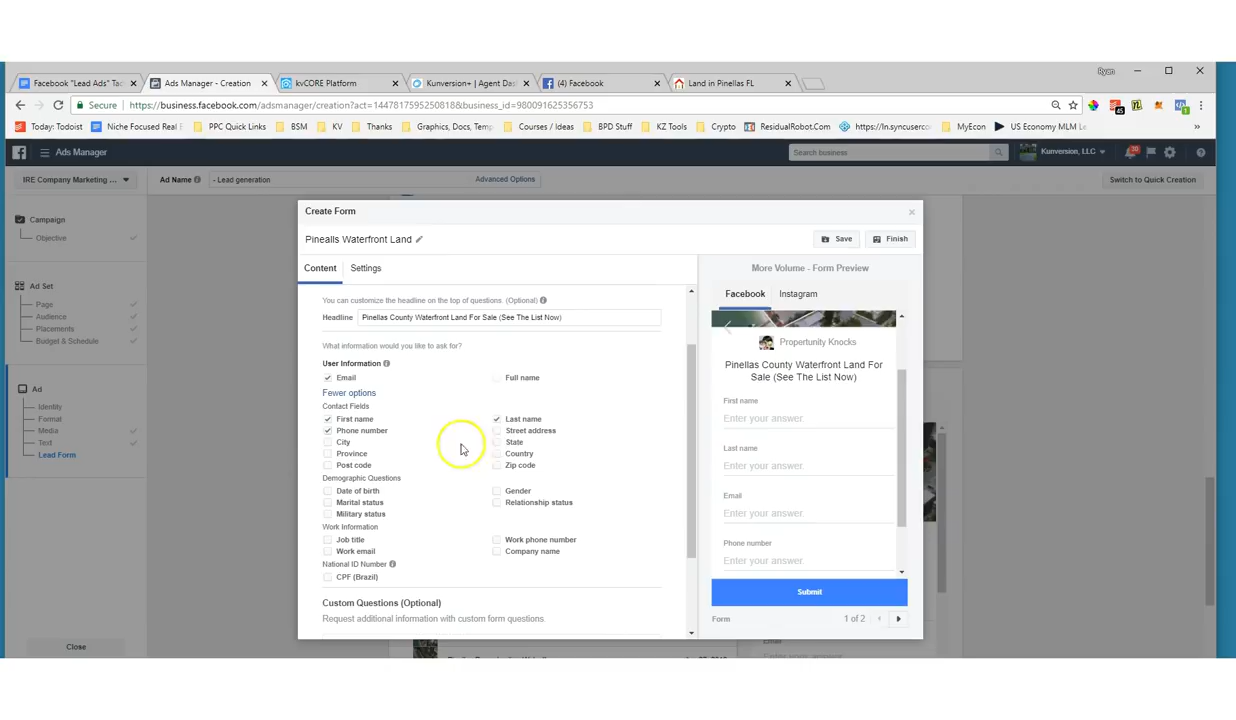 Ryan
Facebook "Lead Ads" Tac
Ads Manager - Creation
kvCORE Platform
Kunversion+ | Agent Das
(4) Facebook
Land in Pinellas FL
Secure
https://business.facebook.com/adsmanager/creation?act=1447817595250818&business_id=980091625356753
45
1
Today: Todoist
Niche Focused Real E
PPC Quick Links
BSM
KV
Thanks
Graphics, Docs, Temp
Courses / Ideas
BPD Stuff
KZ Tools
Crypto
ResidualRobot.Com
https://ln.syncuserco
MyEcon
US Economy MLM Le
»
Ads Manager
Search business
Kunversion, LLC
IRE Company Marketing ...
Ad Name
- Lead generation
Advanced Options
Switch to Quick Creation
Campaign
Objective
Ad Set
Page
Audience
Placements
Budget & Schedule
Ad
Identity
Format
Media
Text
Lead Form
Close
Create Form
Pinealls Waterfront Land
Save
Finish
Content
Settings
You can customize the headline on the top of questions. (Optional)
Headline
Pinellas County Waterfront Land For Sale (See The List Now)
What information would you like to ask for?
User Information
Email
Full name
Fewer options
Contact Fields
First name
Last name
Phone number
Street address
City
State
Province
Country
Post code
Zip code
Demographic Questions
Date of birth
Gender
Marital status
Relationship status
Military status
Work Information
Job title
Work phone number
Work email
Company name
National ID Number
CPF (Brazil)
Custom Questions (Optional)
Request additional information with custom form questions.
More Volume - Form Preview
Facebook
Instagram
Propertunity Knocks
Pinellas County Waterfront Land For
Sale (See The List Now)
First name
Enter your answer.
Last name
Enter your answer.
Email
Enter your answer.
Phone number
Enter your answer.
Submit
Form
1 of 2
Email